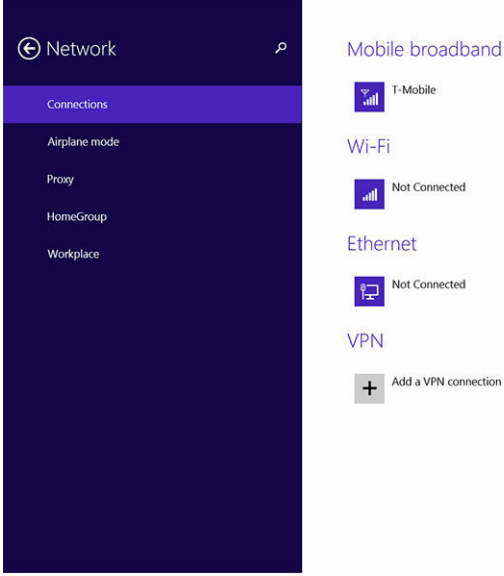 Network
Connections
Airplane mode
Proxy
HomeGroup
Workplace
Mobile broadband
T-Mobile
Wi-Fi
Not Connected
Ethernet
Not Connected
VPN
Add a VPN connection